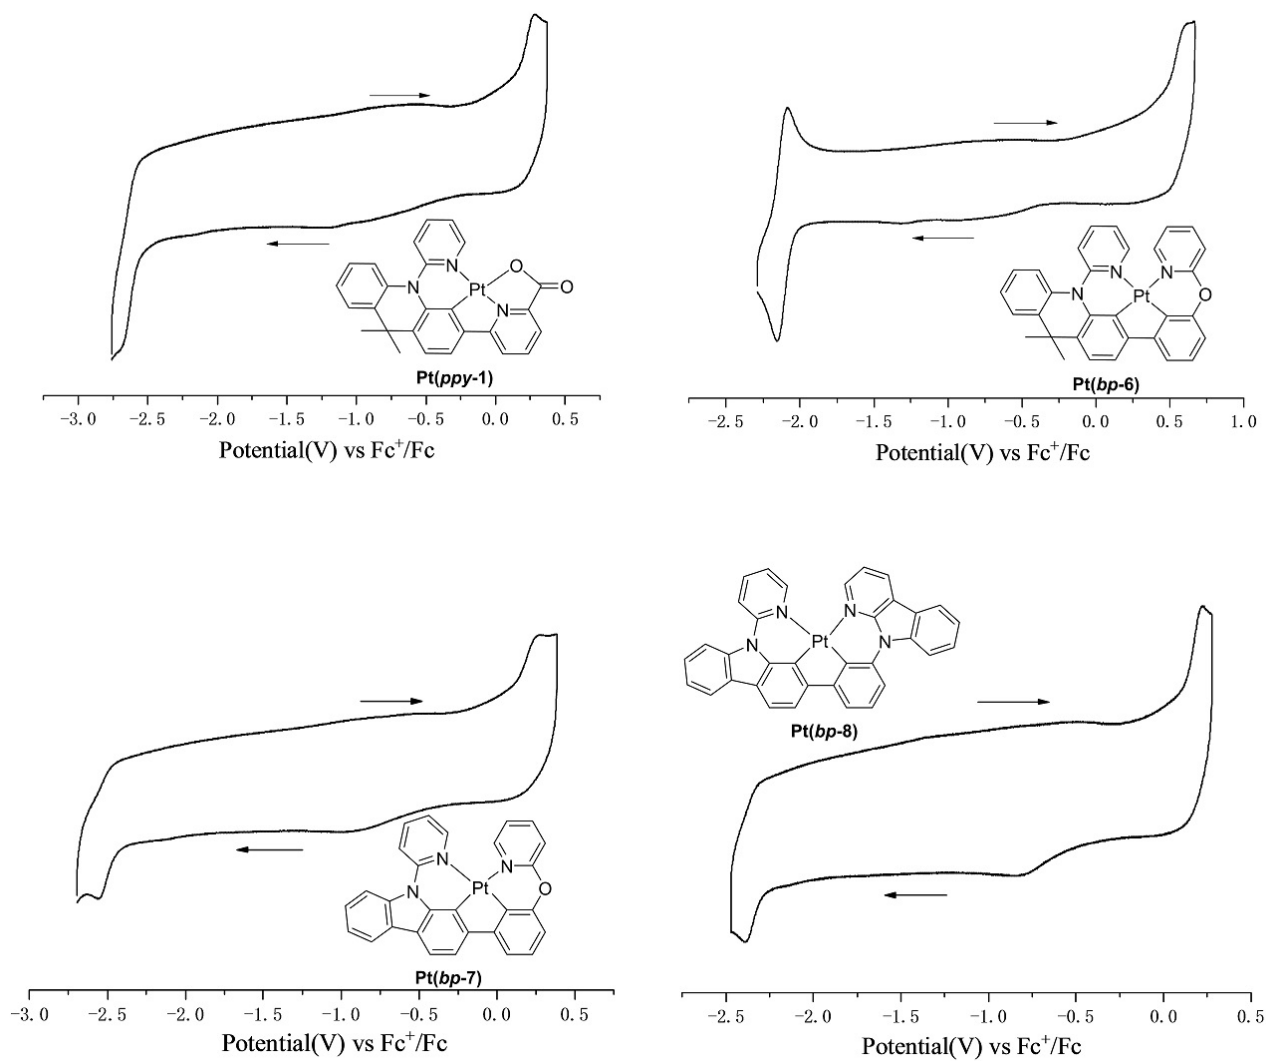 N N Pt N O O
Pt(ppy-1)
-3.0 -2.5 -2.0 -1.5 -1.0 -0.5 0.0 0.5
Potential(V) vs Fc+/Fc
N N Pt N O
Pt(bp-6)
-2.5 -2.0 -1.5 -1.0 -0.5 0.0 0.5 1.0
Potential(V) vs Fc+/Fc
N N Pt N O
Pt(bp-7)
-3.0 -2.5 -2.0 -1.5 -1.0 -0.5 0.0 0.5
Potential(V) vs Fc+/Fc
N N Pt N N
Pt(bp-8)
-2.5 -2.0 -1.5 -1.0 -0.5 0.0 0.5
Potential(V) vs Fc+/Fc